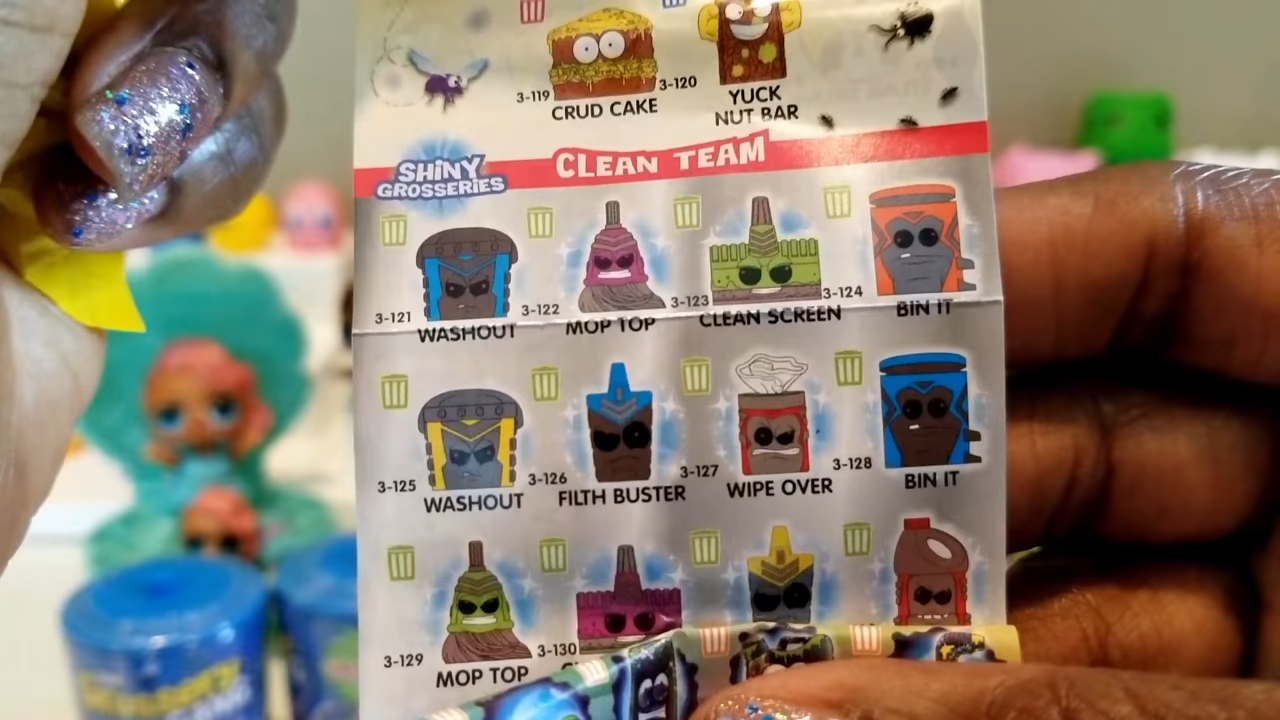 3-119
CRUD CAKE
3-120
YUCK
NUT BAR
SHINY
GROSSERIES
CLEAN TEAM
3-121
WASHOUT
3-122
MOP TOP
3-123
CLEAN SCREEN
3-124
BIN IT
3-125
WASHOUT
3-126
FILTH BUSTER
3-127
WIPE OVER
3-128
BIN IT
3-129
MOP TOP
3-130